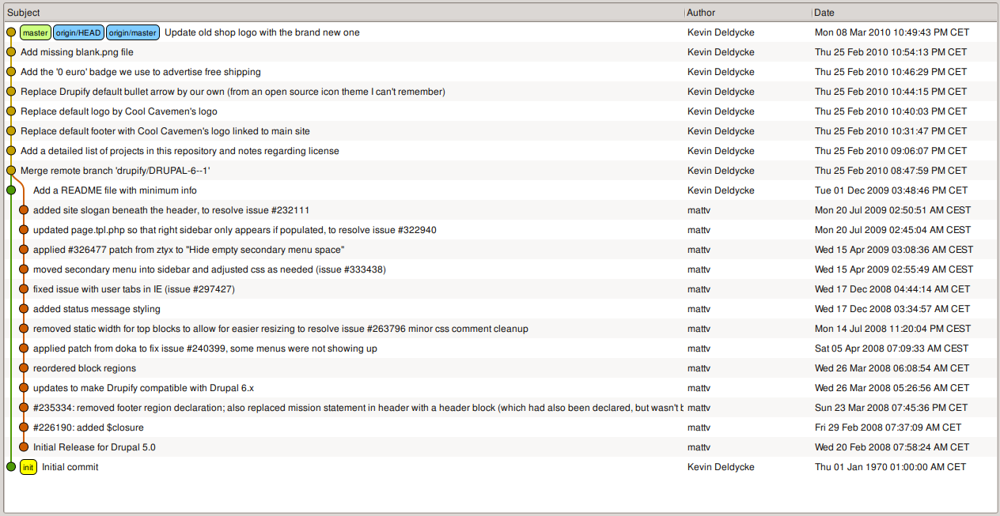 Subject Author Date
master origin/HEAD origin/master Update old shop logo with the brand new one Kevin Deldycke Mon 08 Mar 2010 10:49:43 PM CET
Add missing blank.png file Kevin Deldycke Thu 25 Feb 2010 10:54:13 PM CET
Add the '0 euro' badge we use to advertise free shipping Kevin Deldycke Thu 25 Feb 2010 10:46:29 PM CET
Replace Drupify default bullet arrow by our own (from an open source icon theme I can't remember) Kevin Deldycke Thu 25 Feb 2010 10:44:15 PM CET
Replace default logo by Cool Cavemen's logo Kevin Deldycke Thu 25 Feb 2010 10:40:03 PM CET
Replace default footer with Cool Cavemen's logo linked to main site Kevin Deldycke Thu 25 Feb 2010 10:31:47 PM CET
Add a detailed list of projects in this repository and notes regarding license Kevin Deldycke Thu 25 Feb 2010 09:06:07 PM CET
Merge remote branch 'drupify/DRUPAL-6--1' Kevin Deldycke Thu 25 Feb 2010 08:47:59 PM CET
Add a README file with minimum info Kevin Deldycke Tue 01 Dec 2009 03:48:46 PM CET
added site slogan beneath the header, to resolve issue #232111 mattv Mon 20 Jul 2009 02:50:51 AM CEST
updated page.tpl.php so that right sidebar only appears if populated, to resolve issue #322940 mattv Mon 20 Jul 2009 02:45:04 AM CEST
applied #326477 patch from ztyx to "Hide empty secondary menu space" mattv Wed 15 Apr 2009 03:08:36 AM CEST
moved secondary menu into sidebar and adjusted css as needed (issue #333438) mattv Wed 15 Apr 2009 02:55:49 AM CEST
fixed issue with user tabs in IE (issue #297427) mattv Wed 17 Dec 2008 04:44:14 AM CET
added status message styling mattv Wed 17 Dec 2008 03:34:57 AM CET
removed static width for top blocks to allow for easier resizing to resolve issue #263796 minor css comment cleanup mattv Mon 14 Jul 2008 11:20:04 PM CEST
applied patch from doka to fix issue #240399, some menus were not showing up mattv Sat 05 Apr 2008 07:09:33 AM CEST
reordered block regions mattv Wed 26 Mar 2008 06:08:54 AM CET
updates to make Drupify compatible with Drupal 6.x mattv Wed 26 Mar 2008 05:26:56 AM CET
#235334: removed footer region declaration; also replaced mission statement in header with a header block (which had also been declared, but wasn't mattv Sun 23 Mar 2008 07:45:36 PM CET
#226190: added $closure mattv Fri 29 Feb 2008 07:37:09 AM CET
Initial Release for Drupal 5.0 mattv Wed 20 Feb 2008 07:58:24 AM CET
init Initial commit Kevin Deldycke Thu 01 Jan 1970 01:00:00 AM CET